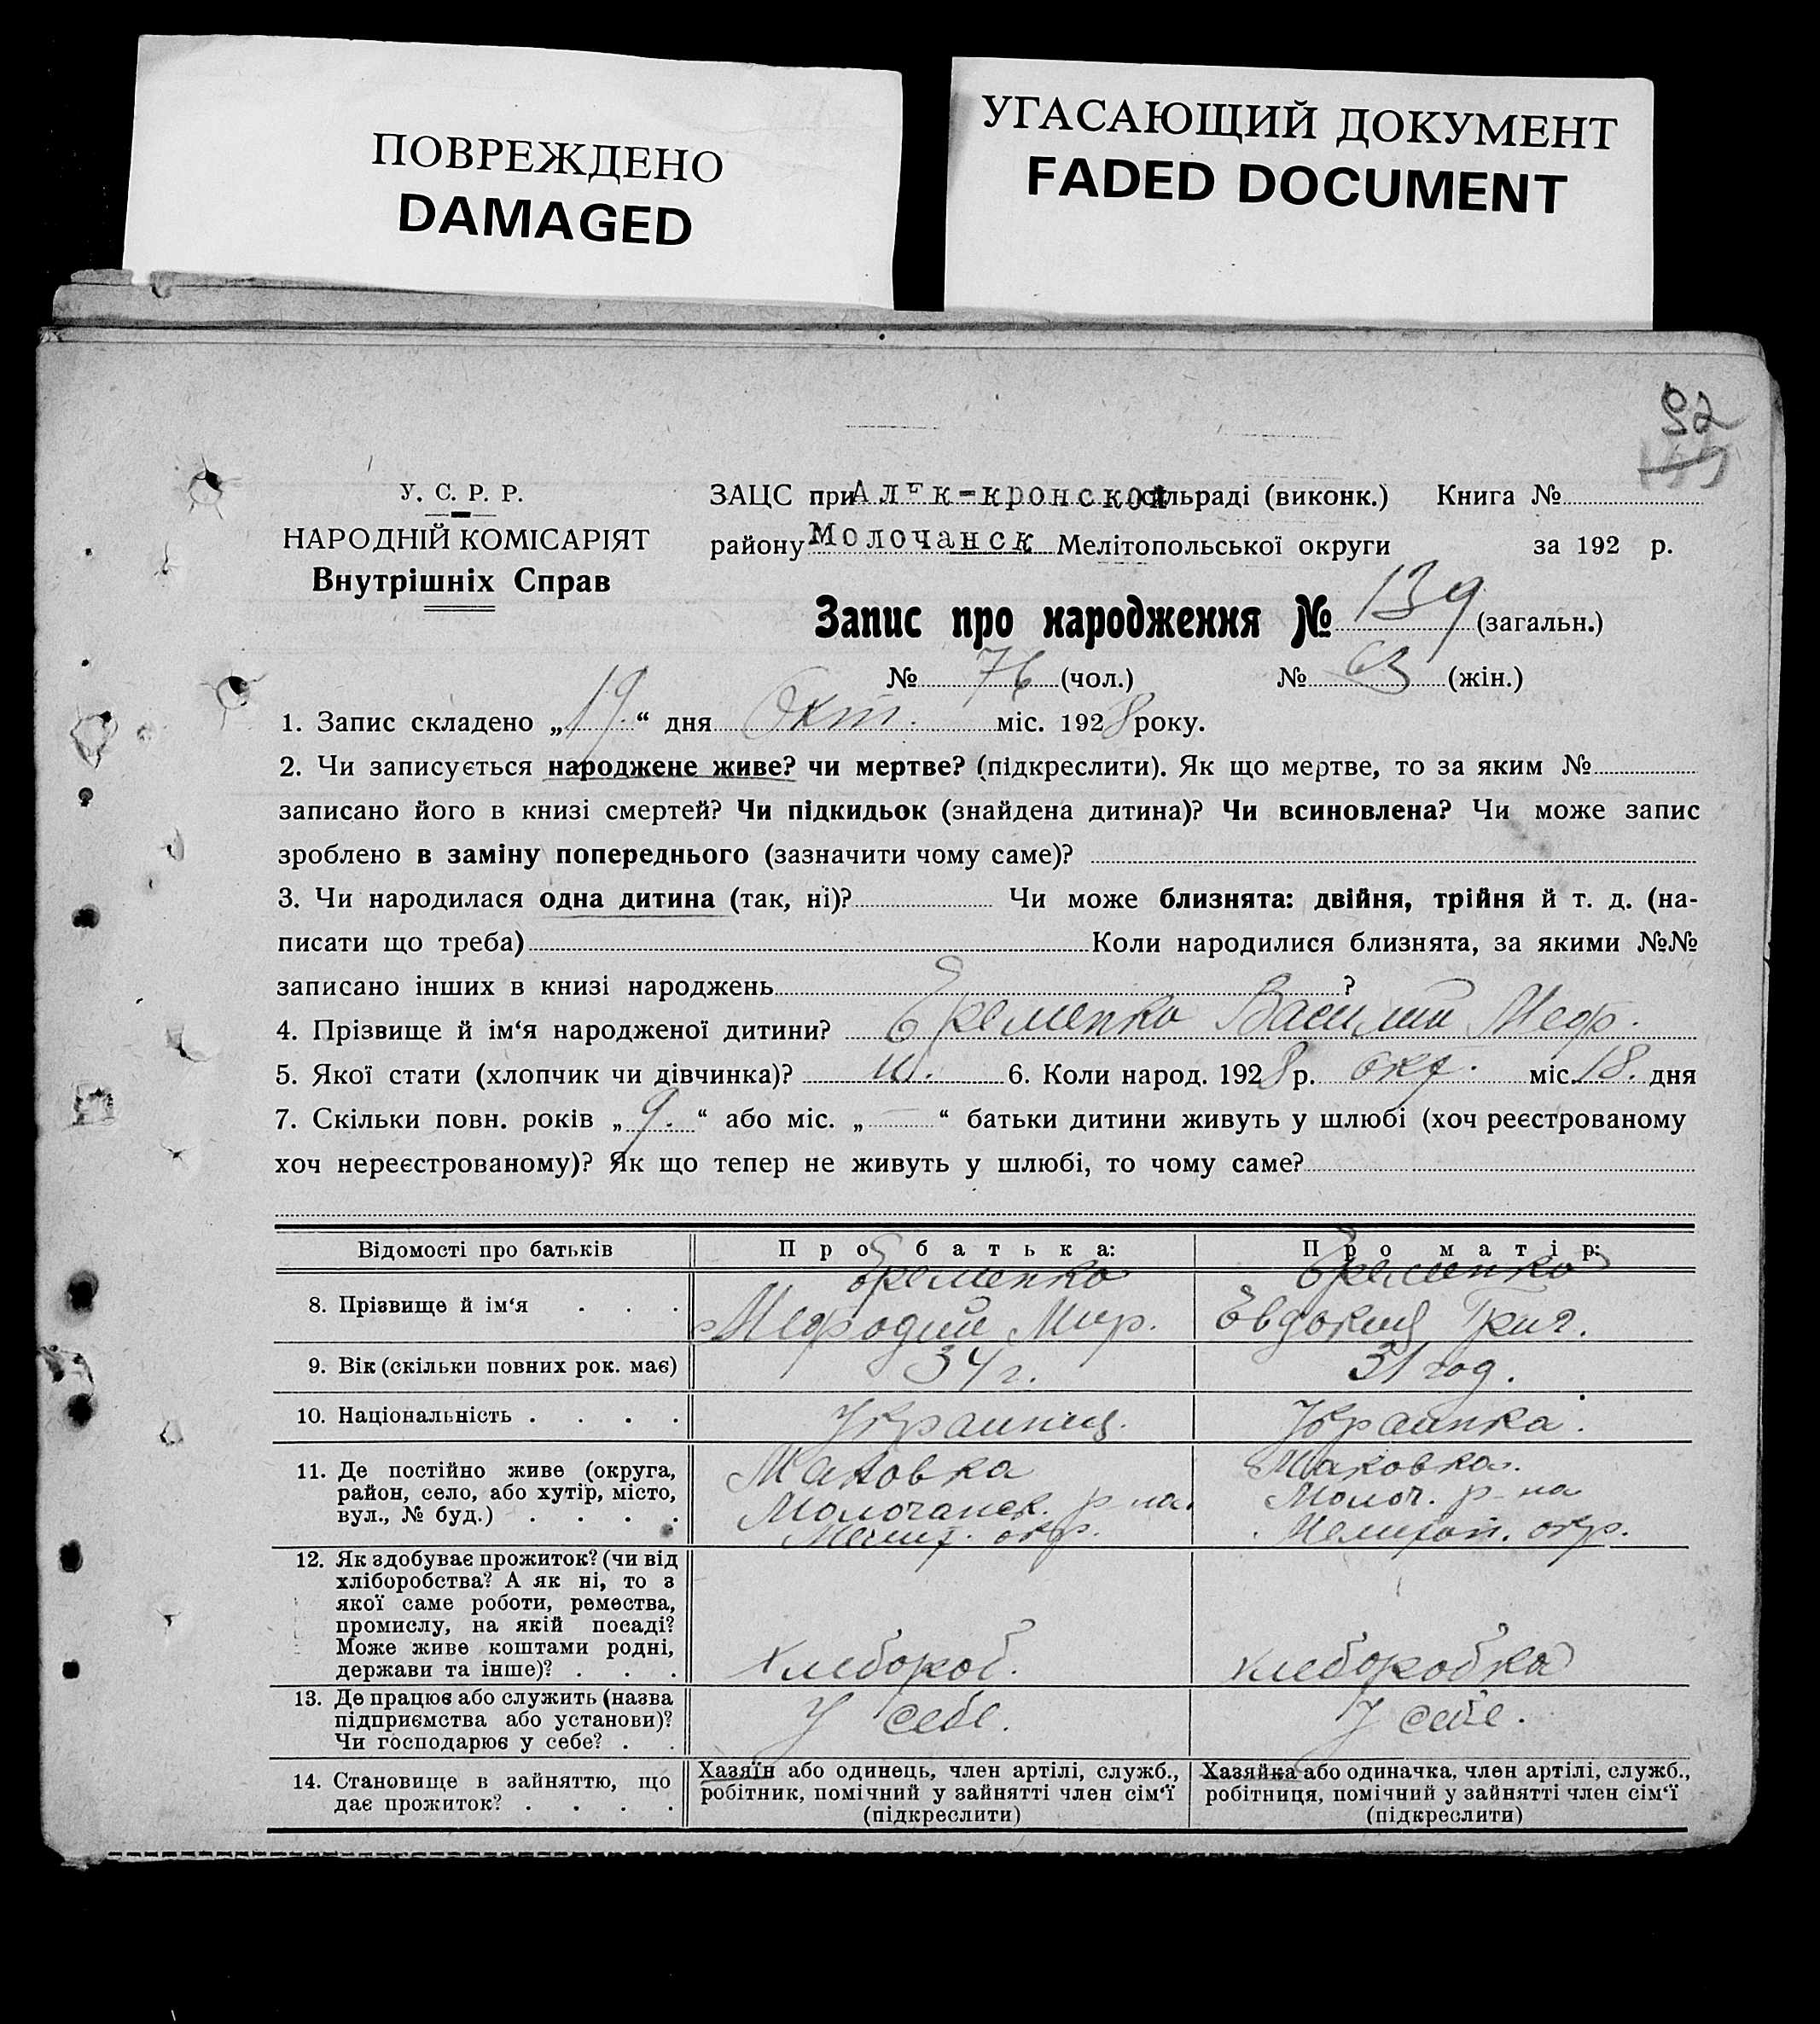 ПОВРЕЖДЕНО
DAMAGED
УГАСАЮЩИЙ ДОКУМЕНТ
FADED DOCUMENT
92
У. С. Р. Р.
НАРОДНІЙ КОМІСАРІЯТ
Внутрішніх Справ
ЗАЦС при Алек-кронской сільраді (виконк.) Книга №
району Молочанск Мелітопольської округи за 192 р.
Запис про народження № 139 (загальн.)
№ 76 (чол.) № 63 (жін.)
1. Запис складено „19.“ дня Окт. міс. 1928 року.
2. Чи записується народжене живе? чи мертве? (підкреслити). Як що мертве, то за яким №
записано його в книзі смертей? Чи підкидьок (знайдена дитина)? Чи всиновлена? Чи може запис
зроблено в заміну попереднього (зазначити чому саме)?
3. Чи народилася одна дитина (так, ні)? Чи може близнята: двійня, трійня й т. д. (на-
писати що треба) Коли народилися близнята, за якими №№
записано інших в книзі народжень ?
4. Прізвище й ім‘я народженої дитини? Еременко Василий Меф.
5. Якої стати (хлопчик чи дівчинка)? м. 6. Коли народ. 1928 р. окт. міс. 18. дня
7. Скільки повн. років „9.“ або міс. „—“ батьки дитини живуть у шлюбі (хоч реєстрованому
хоч нереєстрованому)? Як що тепер не живуть у шлюбі, то чому саме?
Відомості про батьків Про батька: Про матір:
8. Прізвище й ім‘я . . . Еременко Мефодий Мир. Еременко Евдокия Григ.
9. Вік (скільки повних рок. має) 34 г. 31 год.
10. Національність . . . . Украинец. Украинка.
11. Де постійно живе (округа, район, село, або хутір, місто, вул., № буд.) . . . . Маковка Молочанск. р-на. Мелит. окр. Маковка. Молоч. р-на Мелитоп. окр.
12. Як здобуває прожиток? (чи від хліборобства? А як ні, то з якої саме роботи, ремества, промислу, на якій посаді? Може живе коштами родні, держави та інше)? . . . Хлебороб. хлеборобка
13. Де працює або служить (назва підприємства або установи)? Чи господарює у себе? . . У себе. У себе.
14. Становище в зайняттю, що дає прожиток? . . . . Хазяїн або одинець, член артілі, служб., робітник, помічний у зайнятті член сім‘ї (підкреслити) Хазяйка або одиначка, член артілі, служб., робітниця, помічний у зайнятті член сім‘ї (підкреслити)